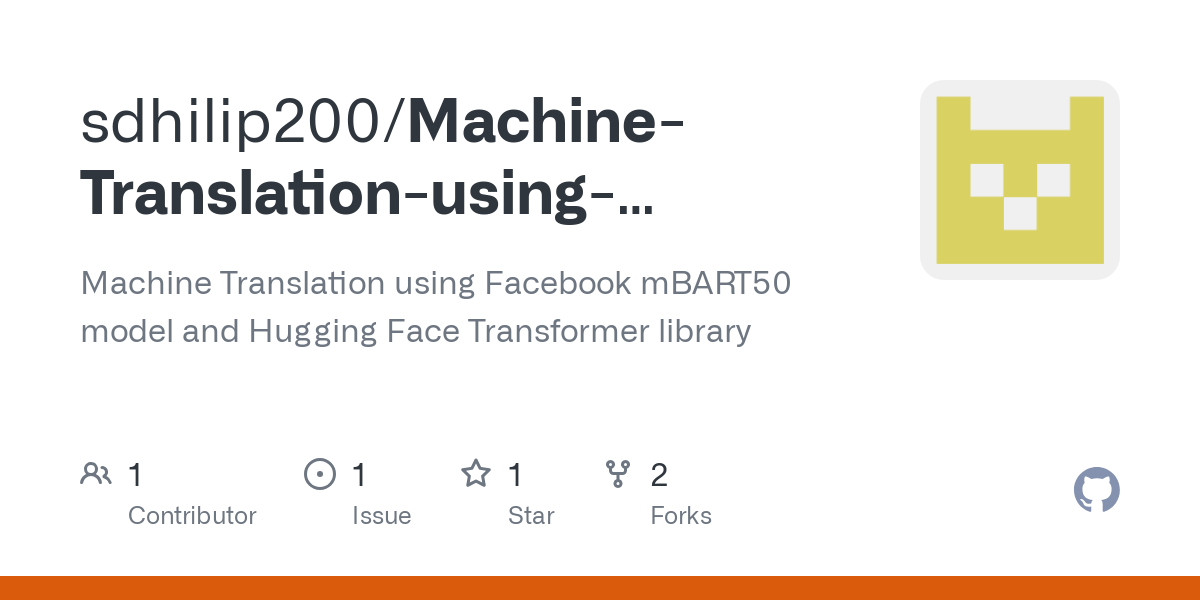 sdhilip200/Machine-
Translation-using-...
Machine Translation using Facebook mBART50
model and Hugging Face Transformer library
1 1 1 2
Contributor Issue Star Forks